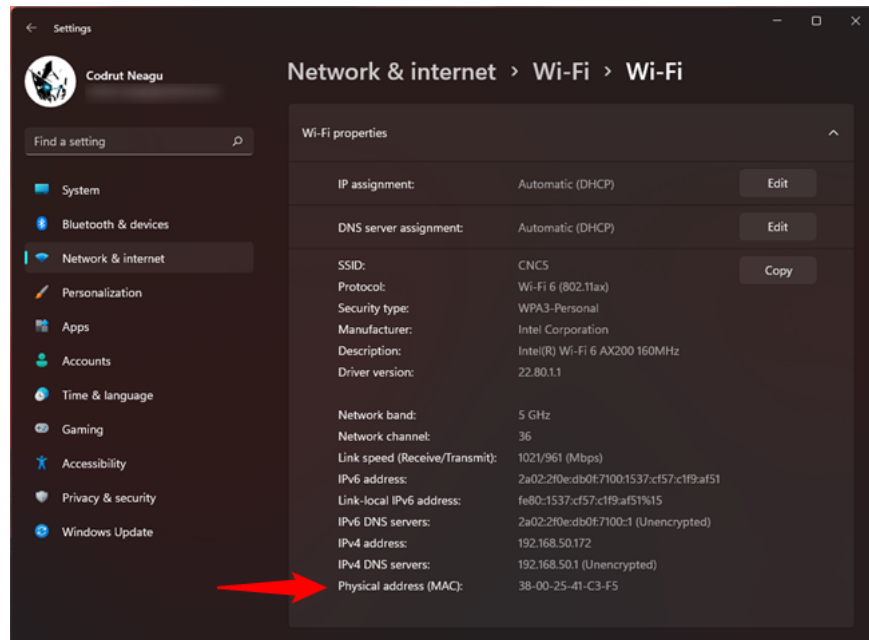 Settings
Codrut Neagu
Find a setting
System
Bluetooth & devices
Network & internet
Personalization
Apps
Accounts
Time & language
Gaming
Accessibility
Privacy & security
Windows Update
Network & internet > Wi-Fi > Wi-Fi
Wi-Fi properties
IP assignment: Automatic (DHCP) Edit
DNS server assignment: Automatic (DHCP) Edit
SSID: CNC5 Copy
Protocol: Wi-Fi 6 (802.11ax)
Security type: WPA3-Personal
Manufacturer: Intel Corporation
Description: Intel(R) Wi-Fi 6 AX200 160MHz
Driver version: 22.80.1.1
Network band: 5 GHz
Network channel: 36
Link speed (Receive/Transmit): 1021/961 (Mbps)
IPv6 address: 2a02:2f0e:db0f:7100:1537:cf57:c1f9:af51
Link-local IPv6 address: fe80::1537:cf57:c1f9:af51%15
IPv6 DNS servers: 2a02:2f0e:db0f:7100::1 (Unencrypted)
IPv4 address: 192.168.50.172
IPv4 DNS servers: 192.168.50.1 (Unencrypted)
Physical address (MAC): 38-00-25-41-C3-F5